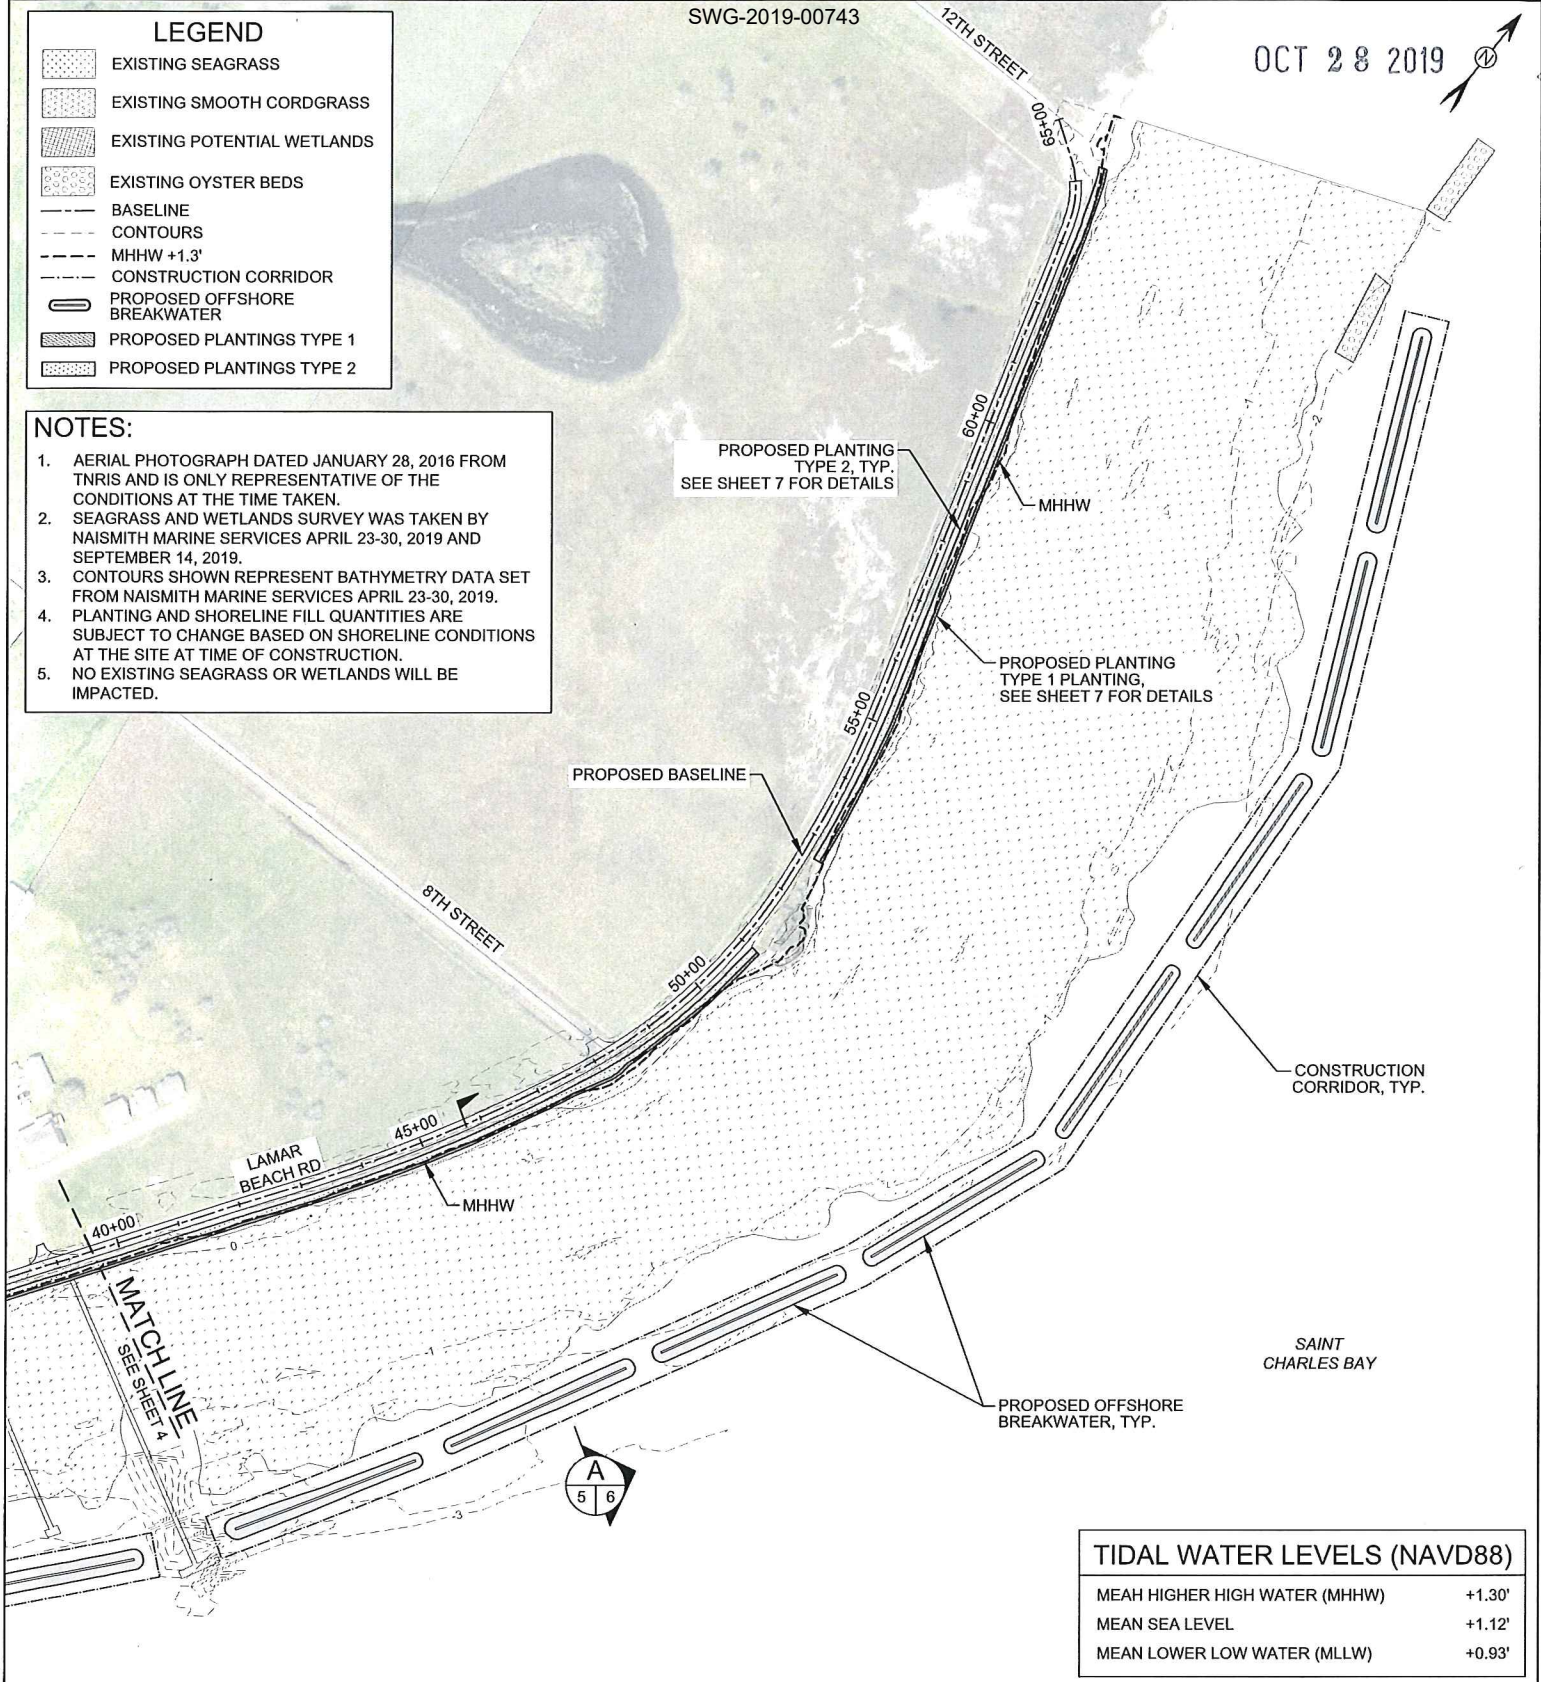 SWG-2019-00743
OCT 28 2019
N
LEGEND
EXISTING SEAGRASS
EXISTING SMOOTH CORDGRASS
EXISTING POTENTIAL WETLANDS
EXISTING OYSTER BEDS
BASELINE
CONTOURS
MHHW +1.3'
CONSTRUCTION CORRIDOR
PROPOSED OFFSHORE
BREAKWATER
PROPOSED PLANTINGS TYPE 1
PROPOSED PLANTINGS TYPE 2
NOTES:
1. AERIAL PHOTOGRAPH DATED JANUARY 28, 2016 FROM
TNRIS AND IS ONLY REPRESENTATIVE OF THE
CONDITIONS AT THE TIME TAKEN.
2. SEAGRASS AND WETLANDS SURVEY WAS TAKEN BY
NAISMITH MARINE SERVICES APRIL 23-30, 2019 AND
SEPTEMBER 14, 2019.
3. CONTOURS SHOWN REPRESENT BATHYMETRY DATA SET
FROM NAISMITH MARINE SERVICES APRIL 23-30, 2019.
4. PLANTING AND SHORELINE FILL QUANTITIES ARE
SUBJECT TO CHANGE BASED ON SHORELINE CONDITIONS
AT THE SITE AT TIME OF CONSTRUCTION.
5. NO EXISTING SEAGRASS OR WETLANDS WILL BE
IMPACTED.
12TH STREET
65+00
60+00
PROPOSED PLANTING
TYPE 2, TYP.
SEE SHEET 7 FOR DETAILS
MHHW
-1
-2
PROPOSED PLANTING
TYPE 1 PLANTING,
SEE SHEET 7 FOR DETAILS
55+00
PROPOSED BASELINE
8TH STREET
50+00
-1
CONSTRUCTION
CORRIDOR, TYP.
45+00
LAMAR
BEACH RD
MHHW
40+00
0
MATCH LINE
SEE SHEET 4
-1
SAINT
CHARLES BAY
PROPOSED OFFSHORE
BREAKWATER, TYP.
A
5 6
-3
TIDAL WATER LEVELS (NAVD88)
MEAH HIGHER HIGH WATER (MHHW) +1.30'
MEAN SEA LEVEL +1.12'
MEAN LOWER LOW WATER (MLLW) +0.93'